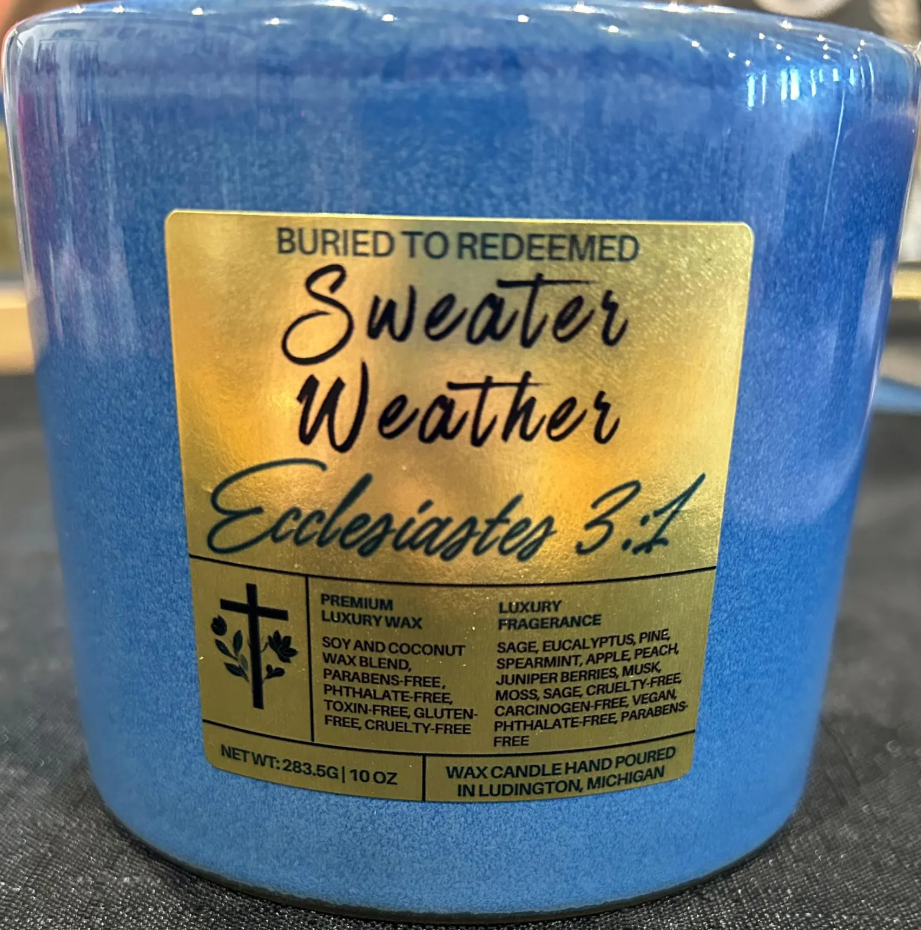 BURIED TO REDEEMED
Sweater
Weather
Ecclesiastes 3:1
PREMIUM
LUXURY WAX
SOY AND COCONUT
WAX BLEND,
PARABENS-FREE,
PHTHALATE-FREE,
TOXIN-FREE, GLUTEN-
FREE, CRUELTY-FREE
LUXURY
FRAGERANCE
SAGE, EUCALYPTUS, PINE,
SPEARMINT, APPLE, PEACH,
JUNIPER BERRIES, MUSK,
MOSS, SAGE, CRUELTY-FREE,
CARCINOGEN-FREE, VEGAN,
PHTHALATE-FREE, PARABENS-
FREE
NET WT: 283.5G | 10 OZ
WAX CANDLE HAND POURED
IN LUDINGTON, MICHIGAN